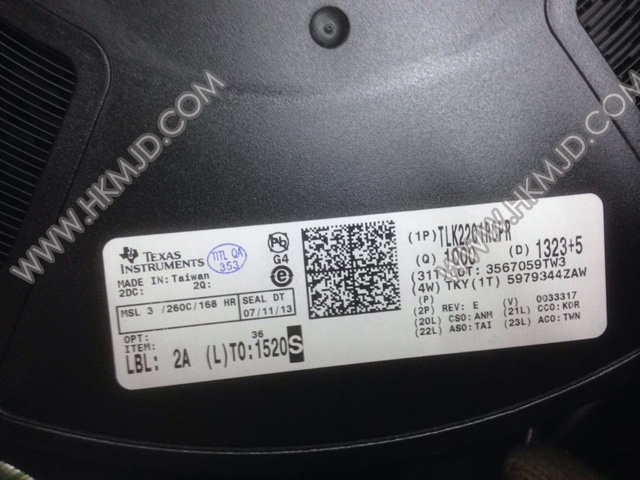 WWW.HKMJD.COM
WWW.HKMJD.COM
TEXAS
INSTRUMENTS
TITL QA
353
Pb
G4
e
MADE IN: Taiwan
2DC: 2Q:
MSL 3 /260C/168 HR
SEAL DT
07/11/13
OPT: 36
ITEM:
LBL: 2A (L)TO:1520S
(1P)
(Q) 1000 (D) 1323+5
(31T) LOT: 3567059TW3
(4W) TKY(1T) 5979344ZAW
(P)
(2P) REV: E (V) 0033317
(20L) CSO:ANM (21L) CCO:KOR
(22L) ASO:TAI (23L) ACO:TWN